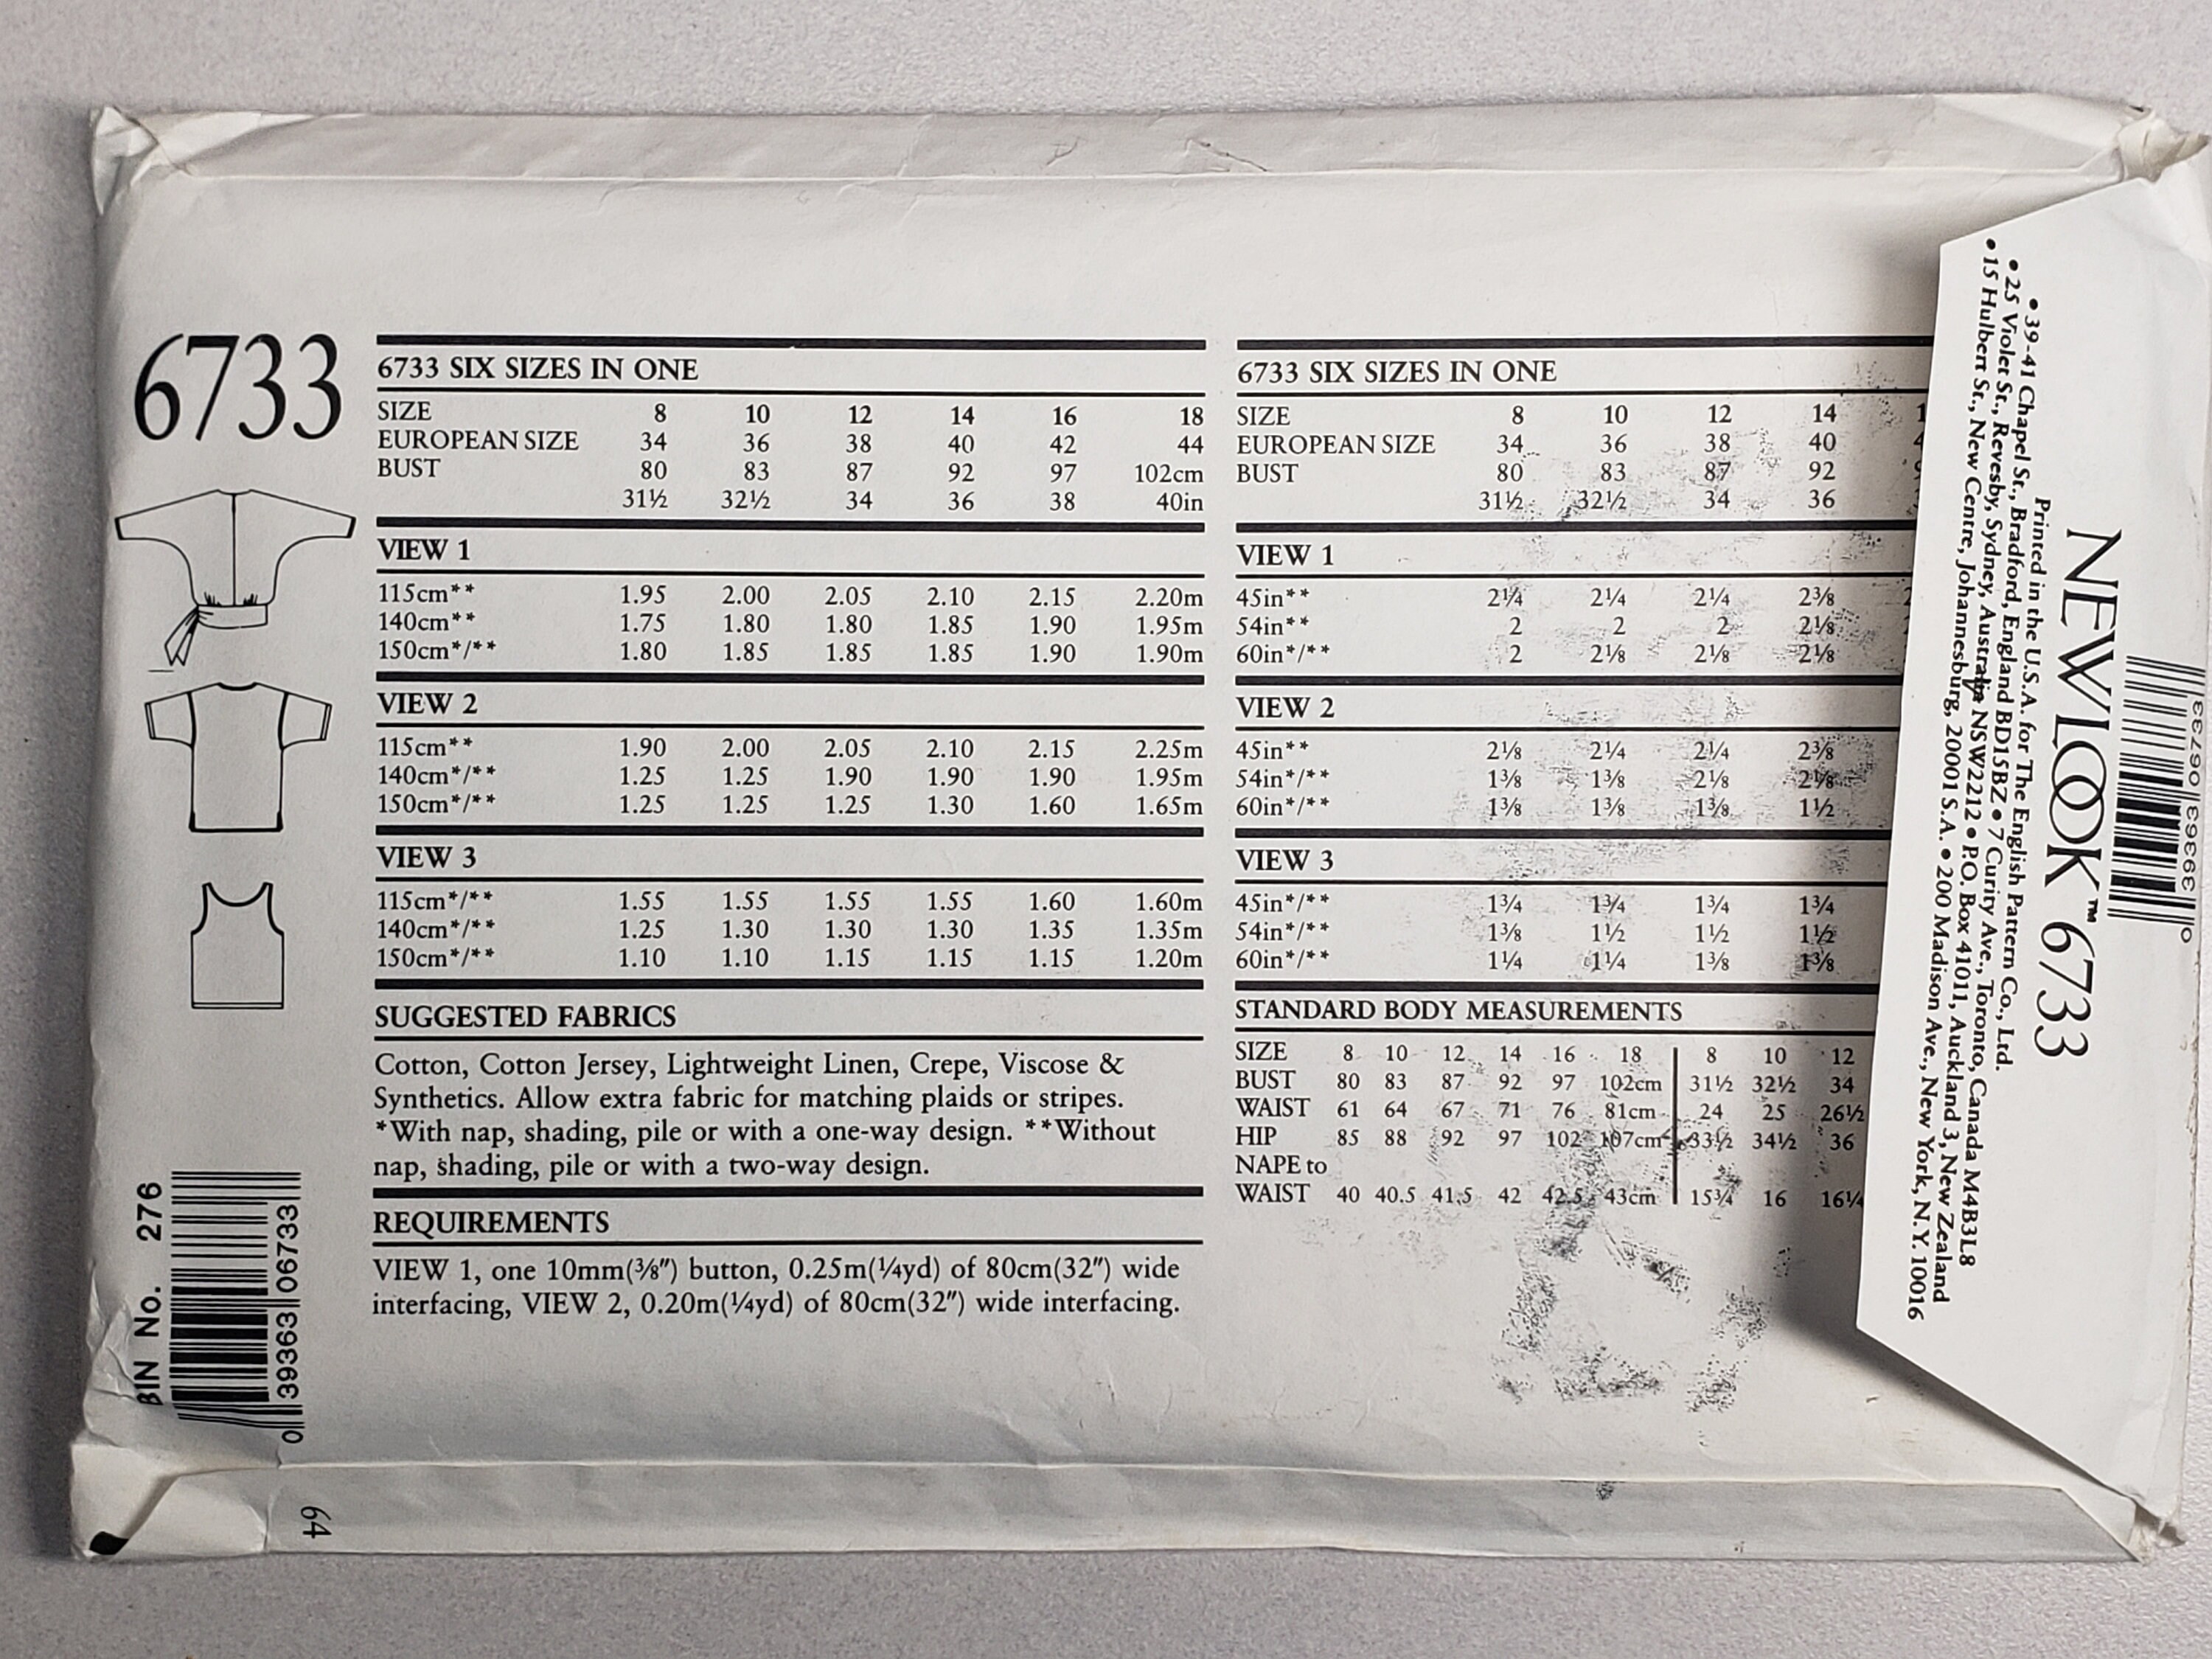 6733
6733 SIX SIZES IN ONE
SIZE 8 10 12 14 16 18
EUROPEAN SIZE 34 36 38 40 42 44
BUST 80 83 87 92 97 102cm
31½ 32½ 34 36 38 40in
VIEW 1
115cm** 1.95 2.00 2.05 2.10 2.15 2.20m
140cm** 1.75 1.80 1.80 1.85 1.90 1.95m
150cm*/** 1.80 1.85 1.85 1.85 1.90 1.90m
VIEW 2
115cm** 1.90 2.00 2.05 2.10 2.15 2.25m
140cm*/** 1.25 1.25 1.90 1.90 1.90 1.95m
150cm*/** 1.25 1.25 1.25 1.30 1.60 1.65m
VIEW 3
115cm*/** 1.55 1.55 1.55 1.55 1.60 1.60m
140cm*/** 1.25 1.30 1.30 1.30 1.35 1.35m
150cm*/** 1.10 1.10 1.15 1.15 1.15 1.20m
SUGGESTED FABRICS
Cotton, Cotton Jersey, Lightweight Linen, Crepe, Viscose &
Synthetics. Allow extra fabric for matching plaids or stripes.
*With nap, shading, pile or with a one-way design. **Without
nap, shading, pile or with a two-way design.
REQUIREMENTS
VIEW 1, one 10mm(⅜") button, 0.25m(¼yd) of 80cm(32") wide
interfacing, VIEW 2, 0.20m(¼yd) of 80cm(32") wide interfacing.
6733 SIX SIZES IN ONE
SIZE 8 10 12 14
EUROPEAN SIZE 34 36 38 40
BUST 80 83 87 92
31½ 32½ 34 36
VIEW 1
45in** 2¼ 2¼ 2¼ 2⅜
54in** 2 2 2 2⅛
60in*/** 2 2⅛ 2⅛ 2⅛
VIEW 2
45in** 2⅛ 2¼ 2¼ 2⅜
54in*/** 1⅜ 1⅜ 2⅛ 2⅛
60in*/** 1⅜ 1⅜ 1⅜ 1½
VIEW 3
45in*/** 1¾ 1¾ 1¾ 1¾
54in*/** 1⅜ 1½ 1½ 1½
60in*/** 1¼ 1¼ 1⅜ 1⅜
STANDARD BODY MEASUREMENTS
SIZE 8 10 12 14 16 18 8 10 12
BUST 80 83 87 92 97 102cm 31½ 32½ 34
WAIST 61 64 67 71 76 81cm 24 25 26½
HIP 85 88 92 97 102 107cm 33½ 34½ 36
NAPE to
WAIST 40 40.5 41.5 42 42.5 43cm 15¾ 16 16¼
BIN No. 276
0 39363 06733
64
0 39363 06733
NEW LOOK™ 6733
Printed in the U.S.A. for The English Pattern Co., Ltd.
• 39-41 Chapel St., Bradford, England BD15BZ • 7 Curity Ave., Toronto, Canada M4B3L8
• 25 Violet St., Revesby, Sydney, Australia NSW2212 • P.O. Box 41011, Auckland 3, New Zealand
• 15 Hulbert St., New Centre, Johannesburg, 20001 S.A. • 200 Madison Ave., New York, N.Y. 10016